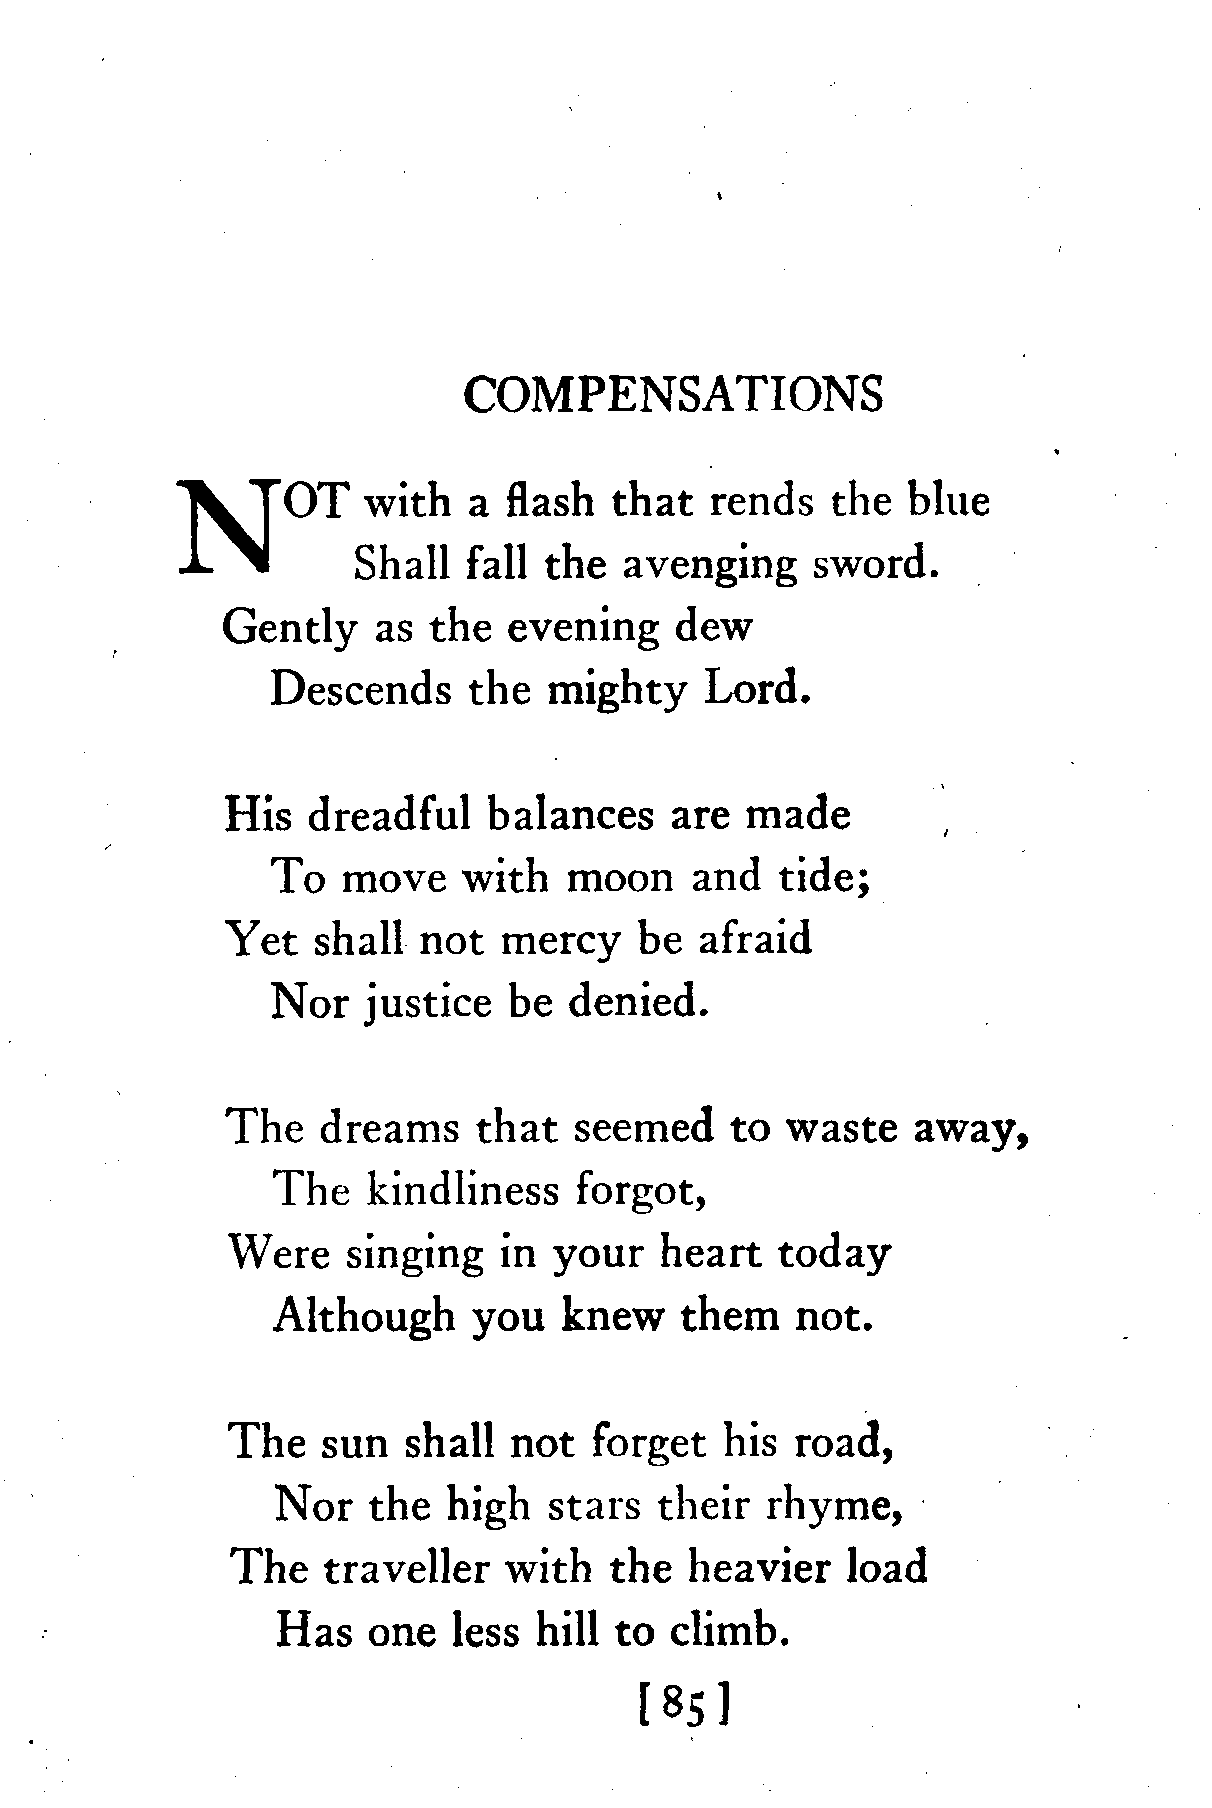 COMPENSATIONS
NOT with a flash that rends the blue
Shall fall the avenging sword.
Gently as the evening dew
Descends the mighty Lord.
His dreadful balances are made
To move with moon and tide;
Yet shall not mercy be afraid
Nor justice be denied.
The dreams that seemed to waste away,
The kindliness forgot,
Were singing in your heart today
Although you knew them not.
The sun shall not forget his road,
Nor the high stars their rhyme,
The traveller with the heavier load
Has one less hill to climb.
[ 85 ]